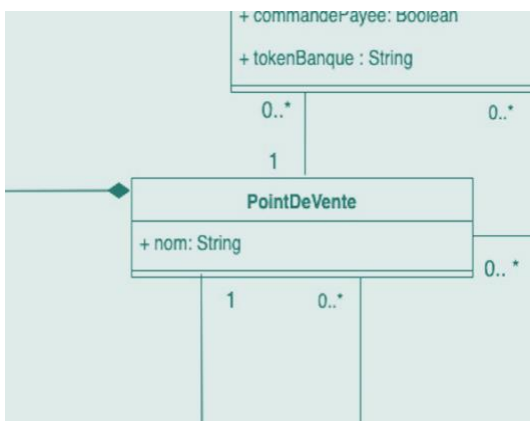 + commandePayee: Boolean
+ tokenBanque : String
0..*
0..*
1
PointDeVente
+ nom: String
0.. *
1
0..*